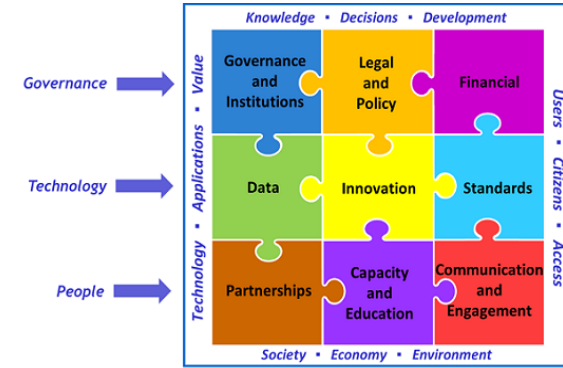 Knowledge ▪ Decisions ▪ Development
Governance
Technology
People
Technology ▪ Applications ▪ Value
Governance
and
Institutions
Legal
and
Policy
Financial
Data
Innovation
Standards
Partnerships
Capacity
and
Education
Communication
and
Engagement
Users ▪ Citizens ▪ Access
Society ▪ Economy ▪ Environment